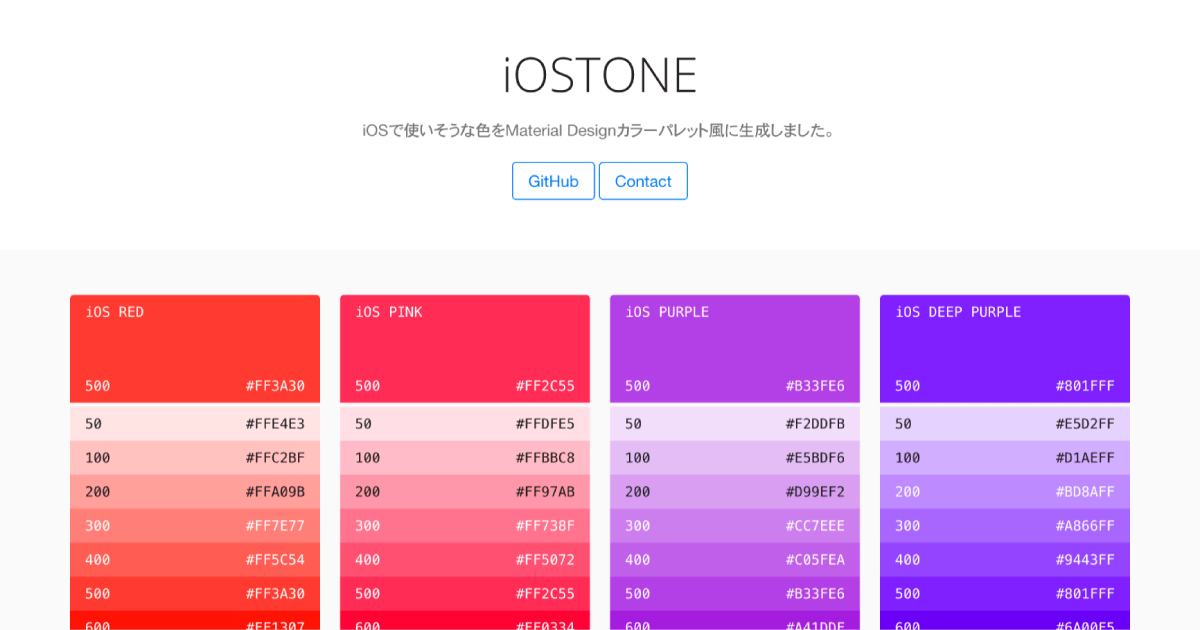 iOSTONE
iOSで使いそうな色をMaterial Designカラーパレット風に生成しました。
GitHub Contact
iOS RED
500 #FF3A30
50 #FFE4E3
100 #FFC2BF
200 #FFA09B
300 #FF7E77
400 #FF5C54
500 #FF3A30
600 #FF1307
iOS PINK
500 #FF2C55
50 #FFDFE5
100 #FFBBC8
200 #FF97AB
300 #FF738F
400 #FF5072
500 #FF2C55
600 #FF0334
iOS PURPLE
500 #B33FE6
50 #F2DDFB
100 #E5BDF6
200 #D99EF2
300 #CC7EEE
400 #C05FEA
500 #B33FE6
600 #A41DDF
iOS DEEP PURPLE
500 #801FFF
50 #E5D2FF
100 #D1AEFF
200 #BD8AFF
300 #A866FF
400 #9443FF
500 #801FFF
600 #6A00F5